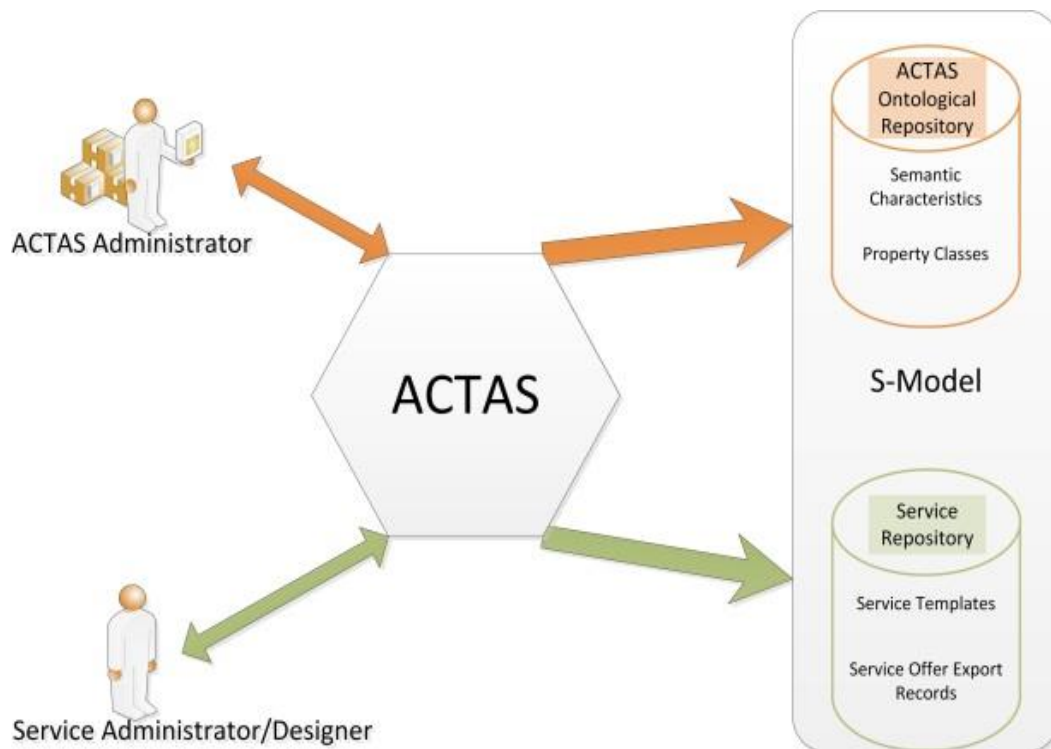 ACTAS Administrator
Service Administrator/Designer
ACTAS
ACTAS
Ontological
Repository
Semantic
Characteristics
Property Classes
S-Model
Service
Repository
Service Templates
Service Offer Export
Records